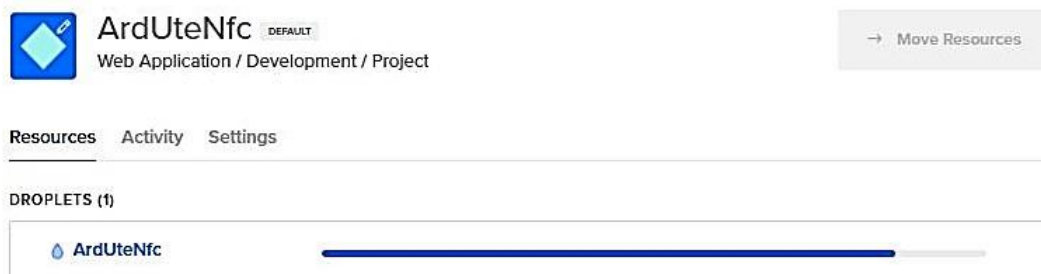 ArdUteNfc DEFAULT
Web Application / Development / Project
→ Move Resources
Resources Activity Settings
DROPLETS (1)
ArdUteNfc